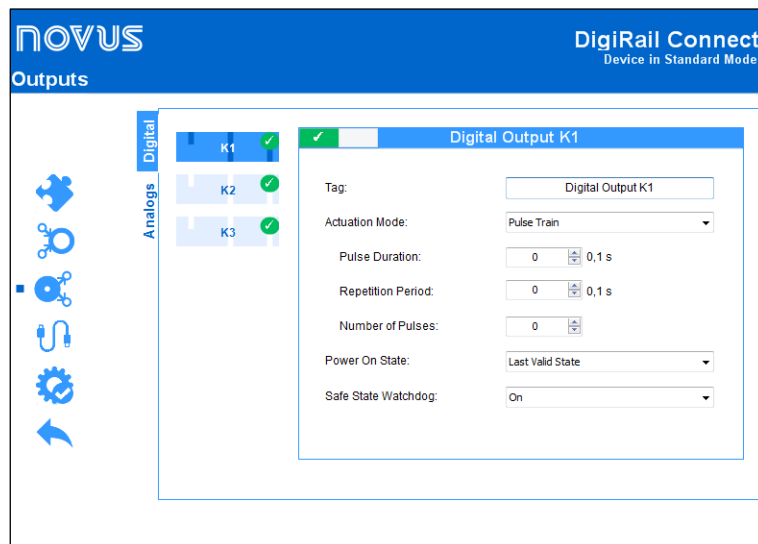 NOVUS
DigiRail Connect
Device in Standard Mode
Outputs
Digital
Analogs
K1
K2
K3
Digital Output K1
Tag:
Digital Output K1
Actuation Mode:
Pulse Train
Pulse Duration:
0
0,1 s
Repetition Period:
0
0,1 s
Number of Pulses:
0
Power On State:
Last Valid State
Safe State Watchdog:
On